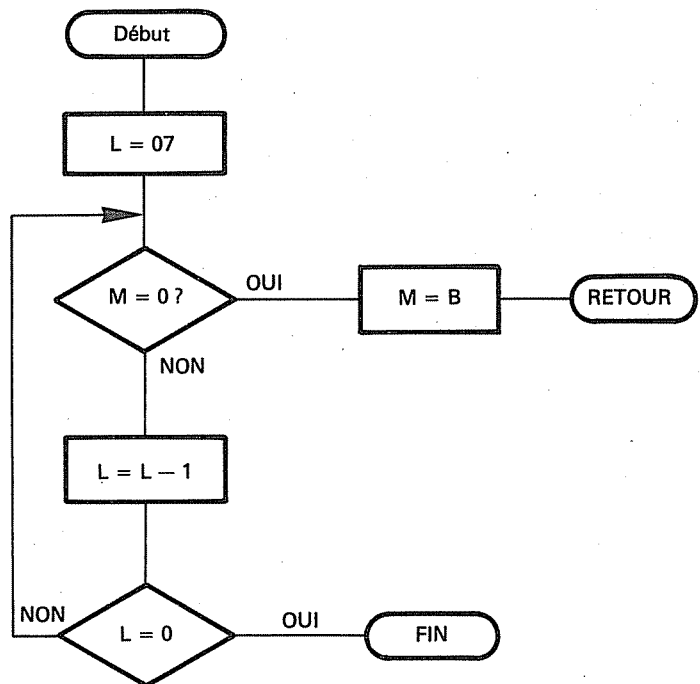 Début
L = 07
M = 0 ?
OUI
M = B
RETOUR
NON
L = L — 1
NON
L = 0
OUI
FIN